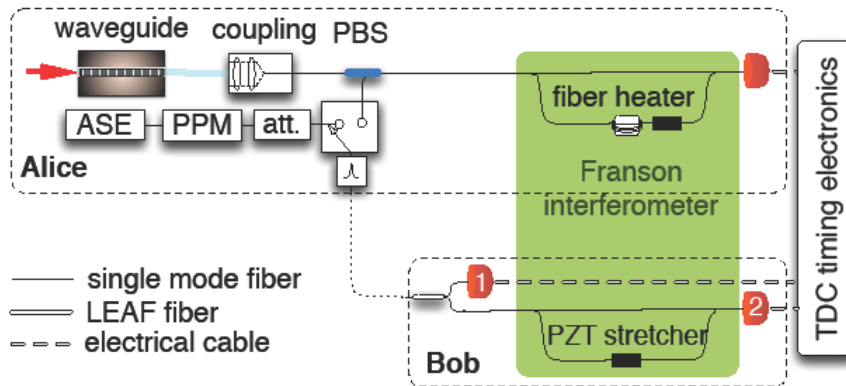 waveguide coupling PBS
fiber heater
ASE PPM att.
Alice
Franson
interferometer
TDC timing electronics
single mode fiber
LEAF fiber
electrical cable
1
2
PZT stretcher
Bob